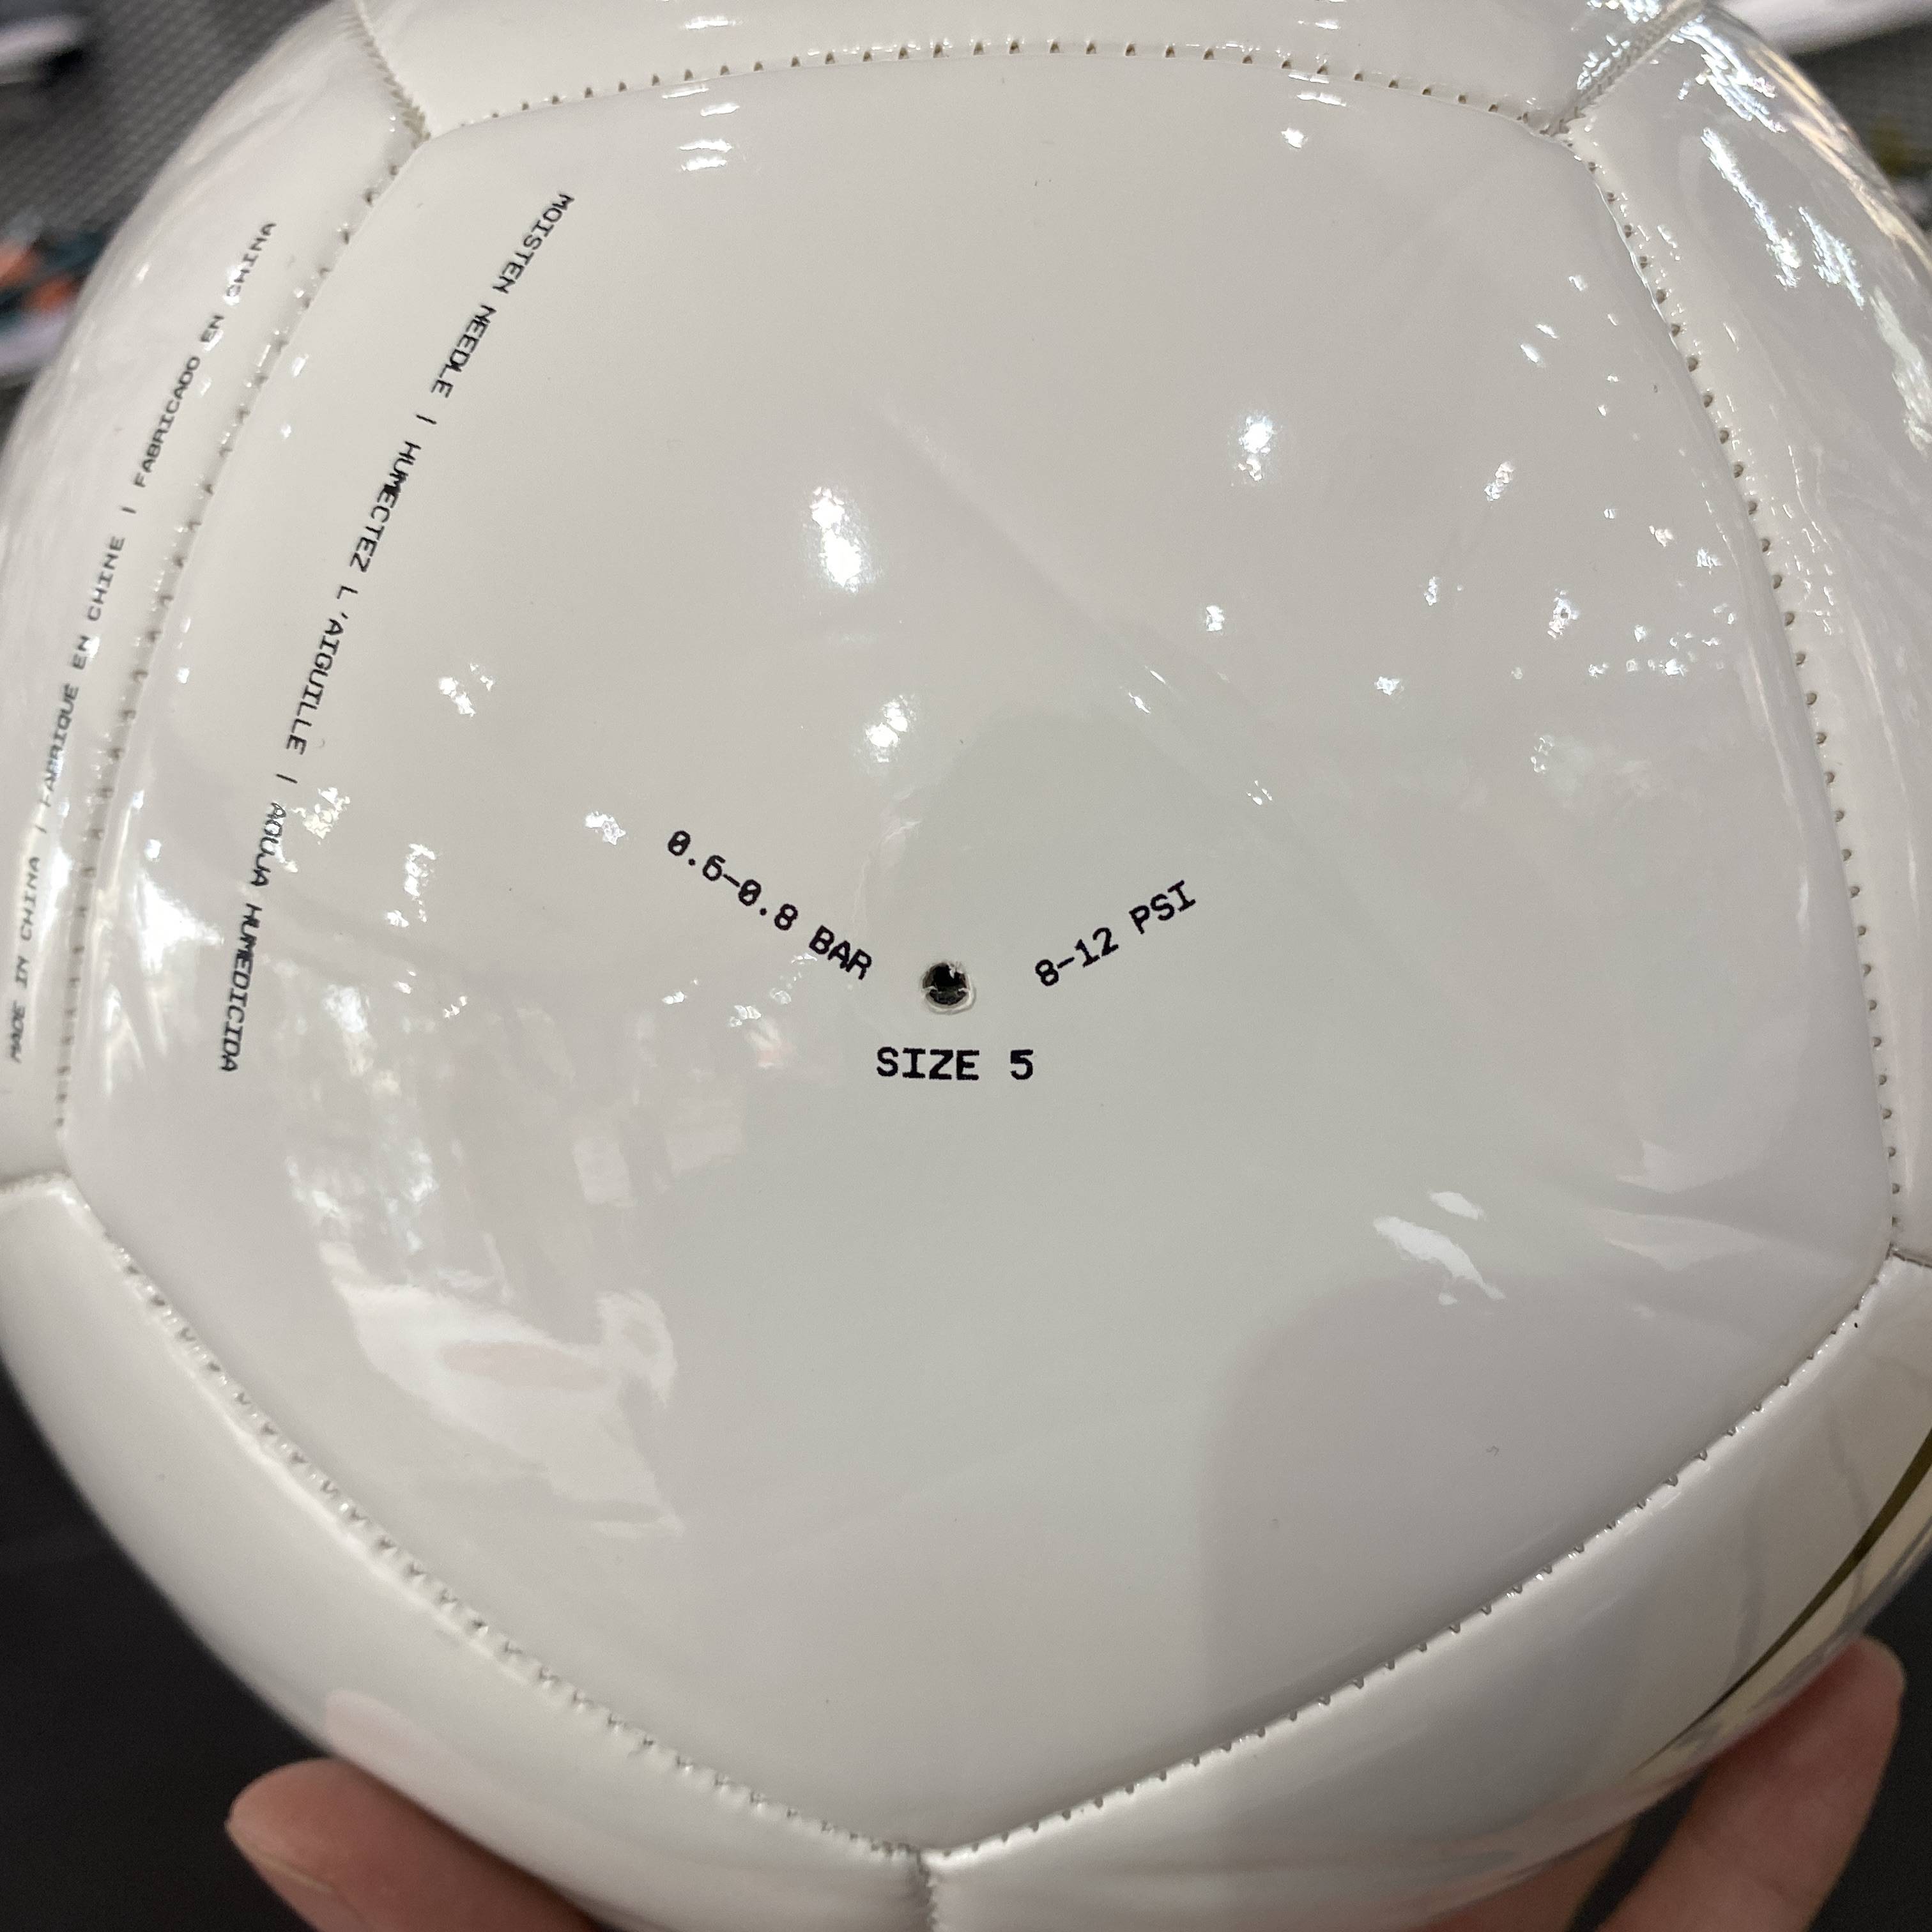 MOISTEN NEEDLE | HUMECTEZ L'AIGUILLE | AGUJA HUMEDICIDA
MADE IN CHINA | FABRIQUE EN CHINE | FABRICADO EN CHINA
0.6-0.8 BAR
8-12 PSI
SIZE 5